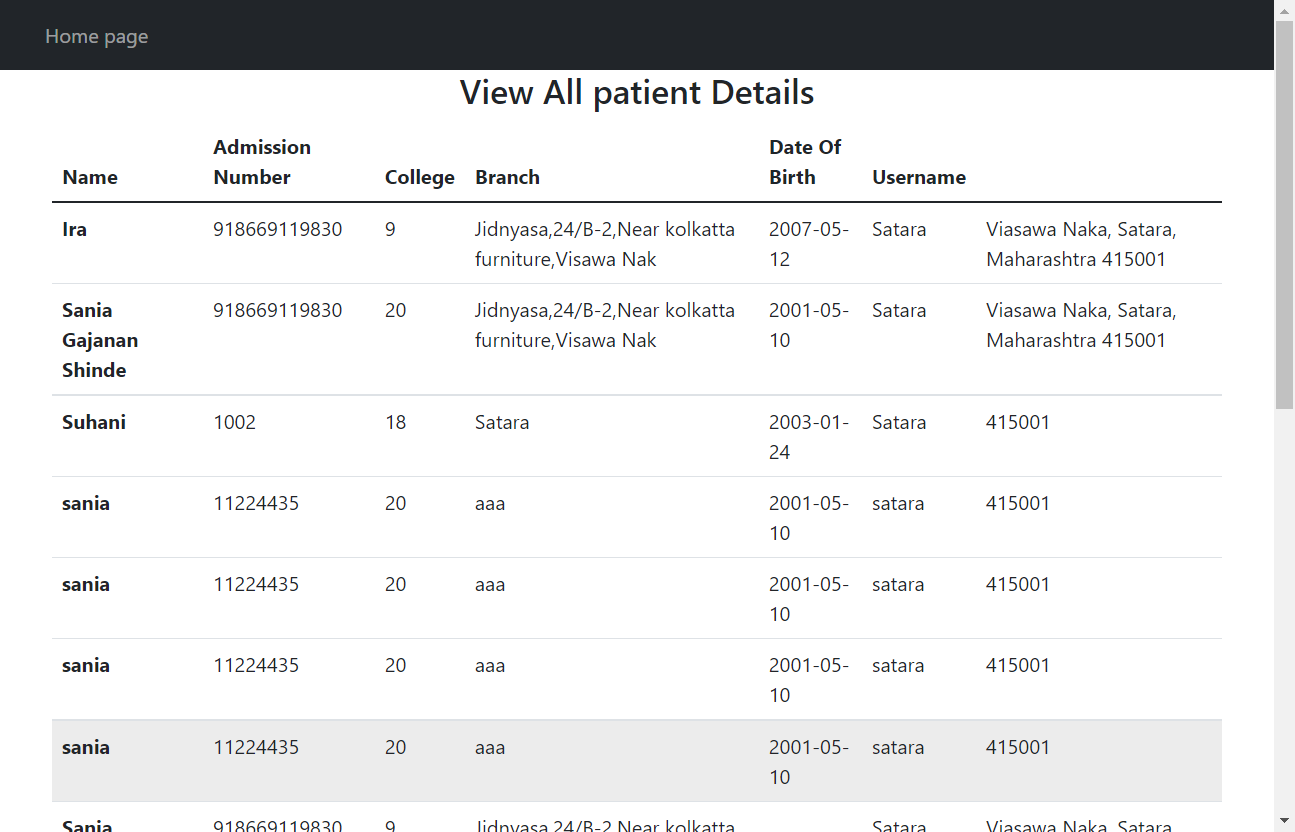 Home page
View All patient Details
Admission Date Of
Name Number College Branch Birth Username
Ira 918669119830 9 Jidnyasa,24/B-2,Near kolkatta 2007-05- Satara Viasawa Naka, Satara,
furniture,Visawa Nak 12 Maharashtra 415001
Sania 918669119830 20 Jidnyasa,24/B-2,Near kolkatta 2001-05- Satara Viasawa Naka, Satara,
Gajanan furniture,Visawa Nak 10 Maharashtra 415001
Shinde
Suhani 1002 18 Satara 2003-01- Satara 415001
24
sania 11224435 20 aaa 2001-05- satara 415001
10
sania 11224435 20 aaa 2001-05- satara 415001
10
sania 11224435 20 aaa 2001-05- satara 415001
10
sania 11224435 20 aaa 2001-05- satara 415001
10
Sania 918669119830 9 Jidnyasa,24/B-2,Near kolkatta Satara Viasawa Naka, Satara,